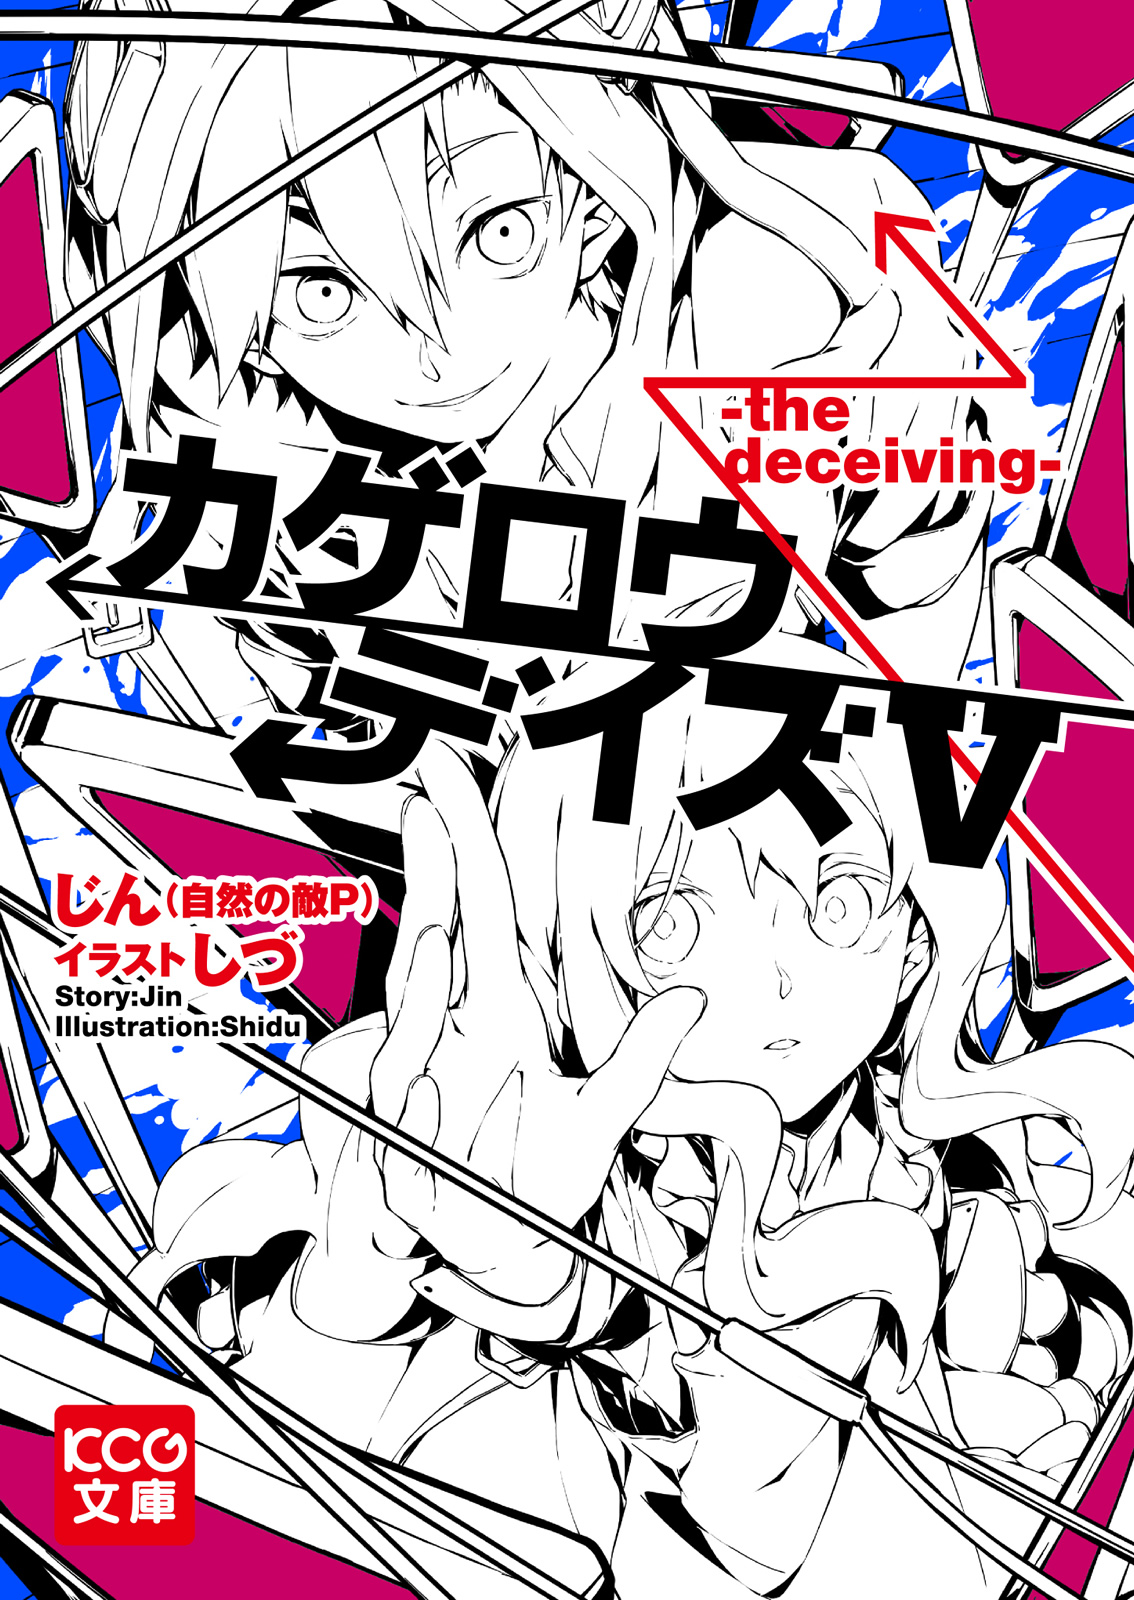 -the
deceiving-
カゲロウ
デイズV
じん(自然の敵P)
イラスト しづ
Story:Jin
Illustration:Shidu
KCG
文庫